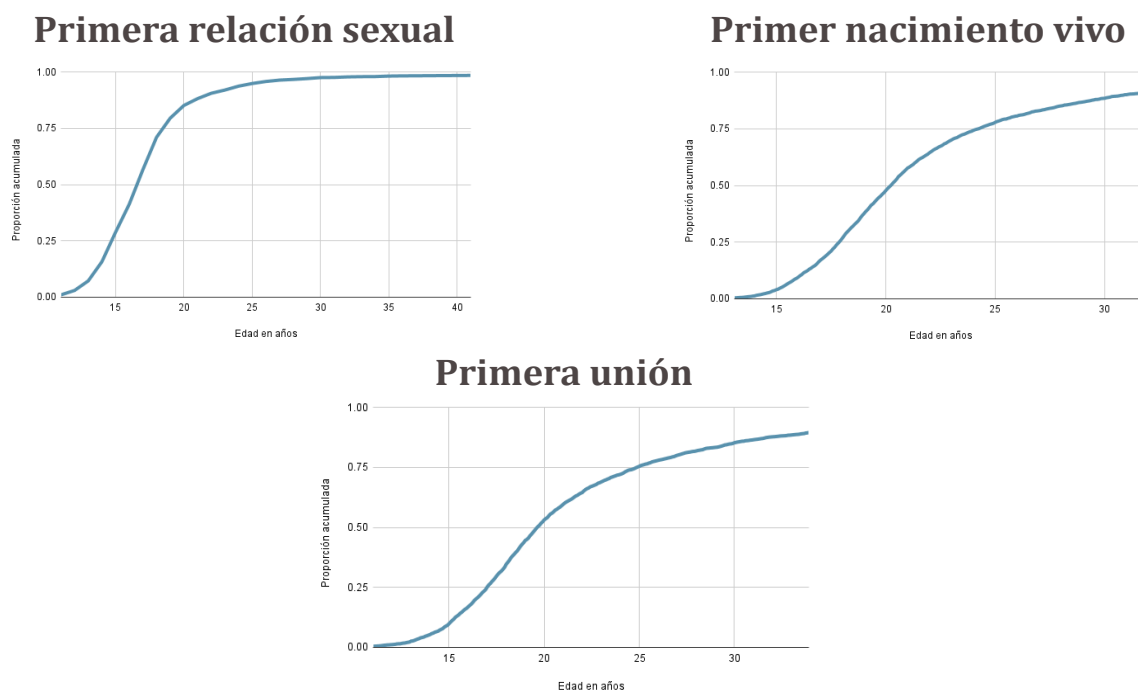 Primera relación sexual
1.00
0.75
0.50
0.25
0.00
Proporción acumulada
15 20 25 30 35 40
Edad en años
Primer nacimiento vivo
1.00
0.75
0.50
0.25
0.00
Proporción acumulada
15 20 25 30
Edad en años
Primera unión
1.00
0.75
0.50
0.25
0.00
Proporción acumulada
15 20 25 30
Edad en años